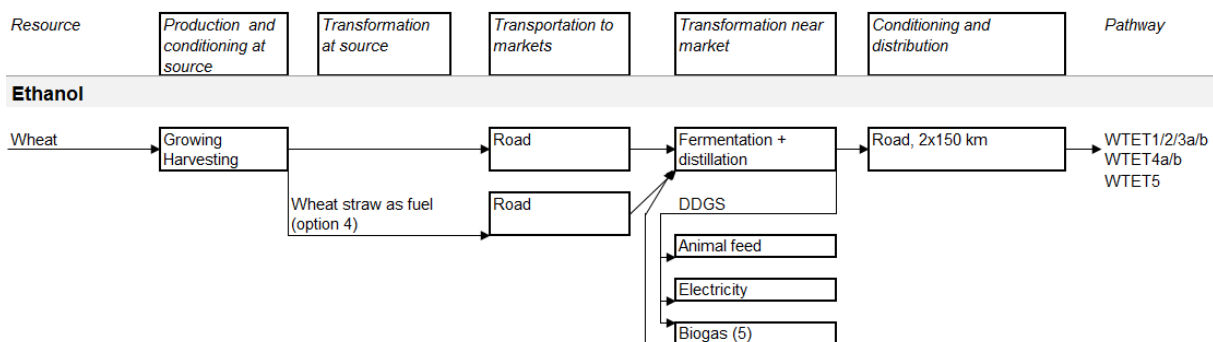 Resource
Production and
conditioning at
source
Transformation
at source
Transportation to
markets
Transformation near
market
Conditioning and
distribution
Pathway
Ethanol
Wheat
Growing
Harvesting
Road
Fermentation +
distillation
Road, 2x150 km
WTET1/2/3a/b
WTET4a/b
WTET5
Wheat straw as fuel
(option 4)
Road
DDGS
Animal feed
Electricity
Biogas (5)